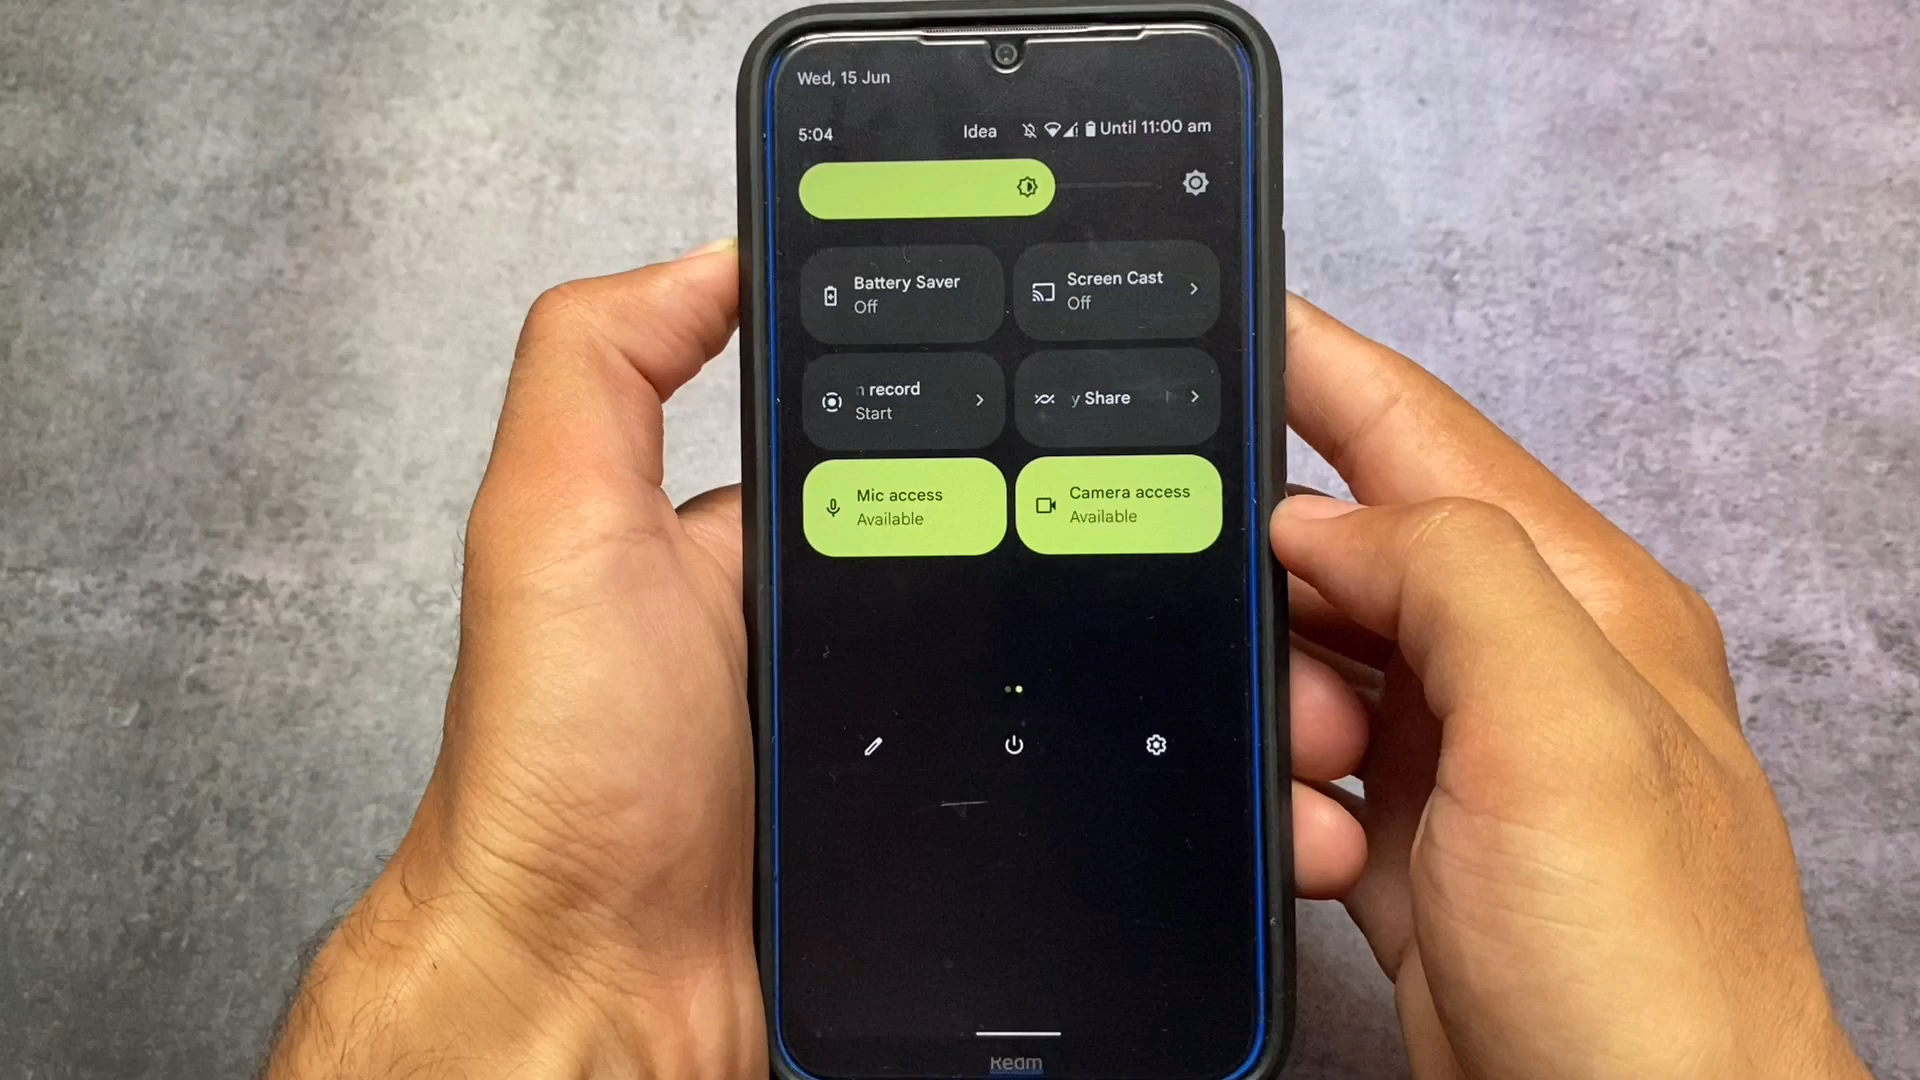 Wed, 15 Jun
5:04 Idea Until 11:00 am
Battery Saver
Off
Screen Cast
Off
n record
Start
y Share
Mic access
Available
Camera access
Available
Redm